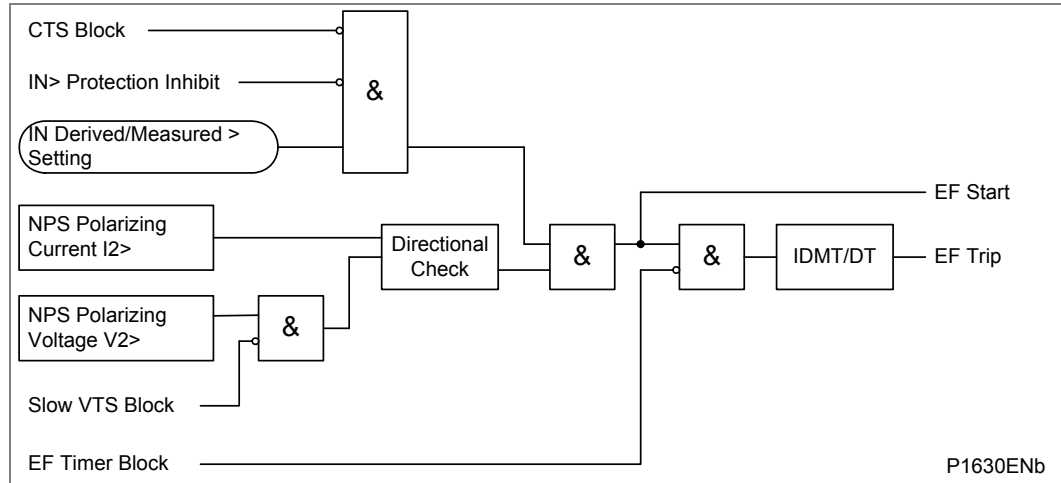 CTS Block
IN> Protection Inhibit
IN Derived/Measured >
Setting
&
NPS Polarizing
Current I2>
Directional
Check
&
&
IDMT/DT
EF Start
EF Trip
NPS Polarizing
Voltage V2>
&
Slow VTS Block
EF Timer Block
P1630ENb